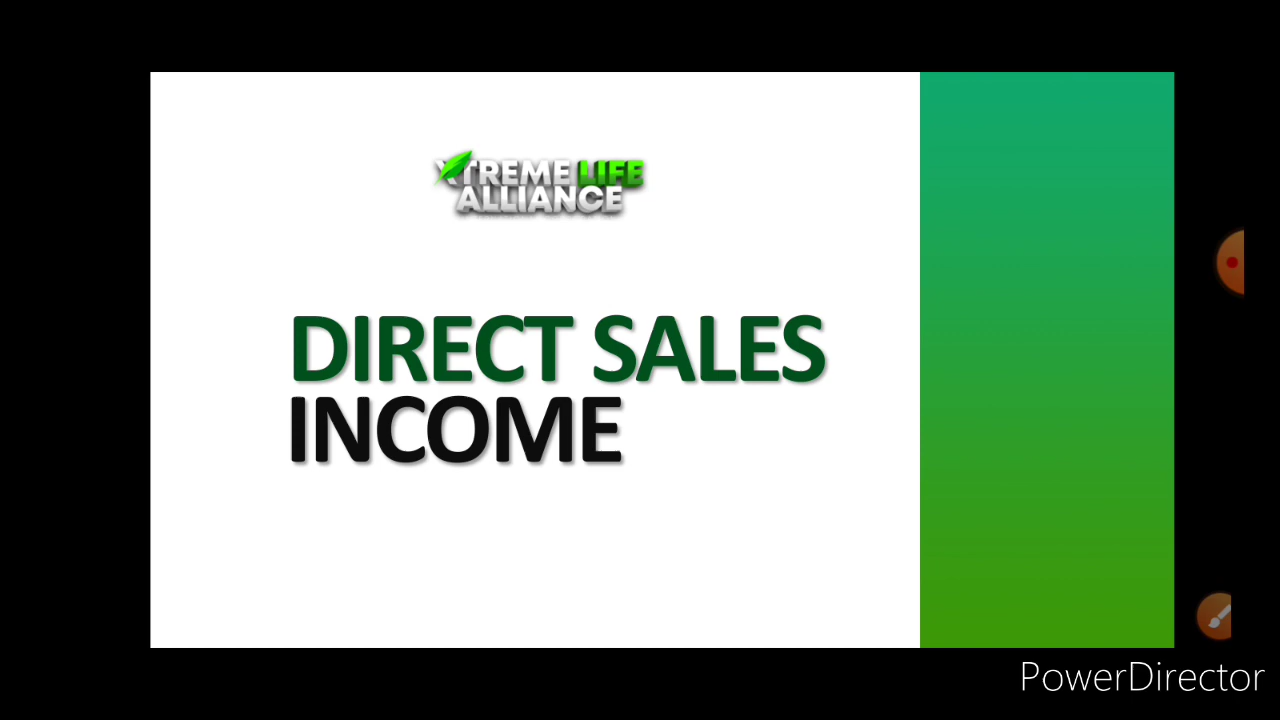 XTREME LIFE
ALLIANCE
DIRECT SALES
INCOME
PowerDirector